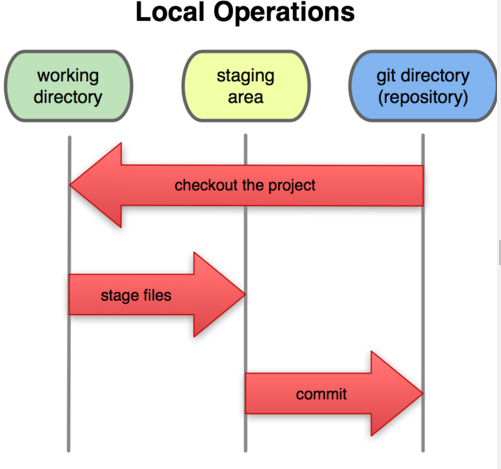 Local Operations
working
directory
staging
area
git directory
(repository)
checkout the project
stage files
commit